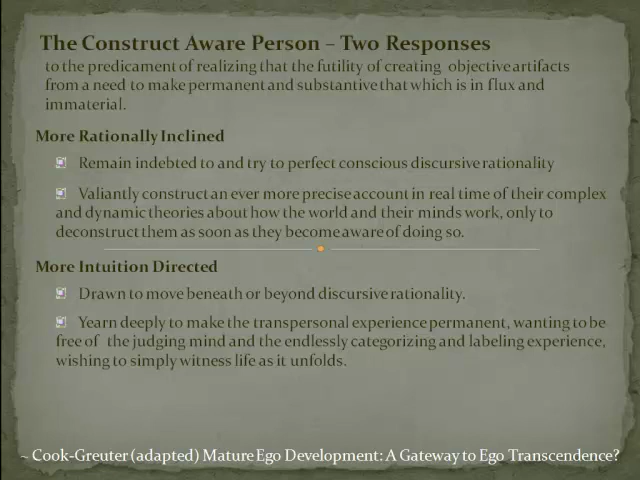 The Construct Aware Person – Two Responses
to the predicament of realizing that the futility of creating objective artifacts
from a need to make permanent and substantive that which is in flux and
immaterial.
More Rationally Inclined
Remain indebted to and try to perfect conscious discursive rationality
Valiantly construct an ever more precise account in real time of their complex
and dynamic theories about how the world and their minds work, only to
deconstruct them as soon as they become aware of doing so.
More Intuition Directed
Drawn to move beneath or beyond discursive rationality.
Yearn deeply to make the transpersonal experience permanent, wanting to be
free of the judging mind and the endlessly categorizing and labeling experience,
wishing to simply witness life as it unfolds.
~ Cook-Greuter (adapted) Mature Ego Development: A Gateway to Ego Transcendence?